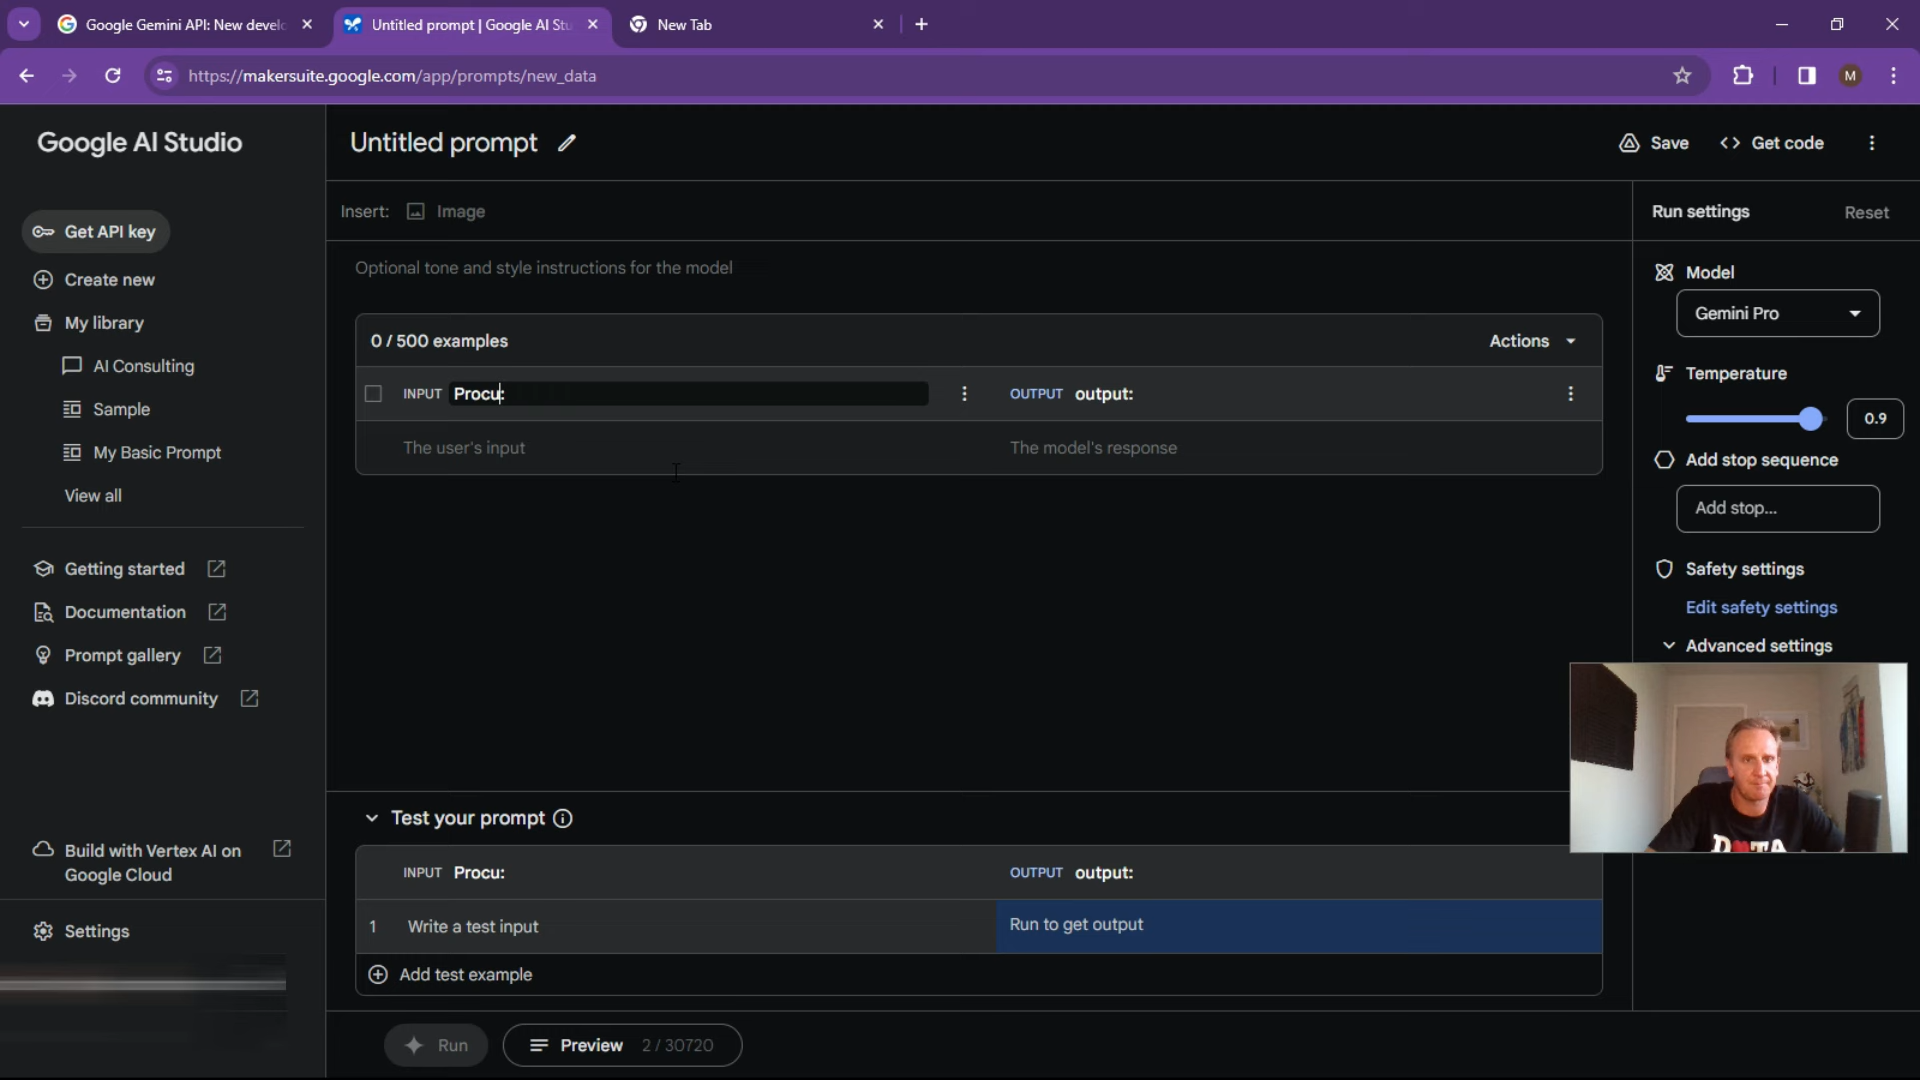 Google Gemini API: New develo
Untitled prompt | Google AI Stu
New Tab
https://makersuite.google.com/app/prompts/new_data
M
Google AI Studio
Untitled prompt
Save
Get code
Get API key
Create new
My library
AI Consulting
Sample
My Basic Prompt
View all
Getting started
Documentation
Prompt gallery
Discord community
Build with Vertex AI on
Google Cloud
Settings
Insert: Image
Optional tone and style instructions for the model
0 / 500 examples
Actions
INPUT Procu:
OUTPUT output:
The user's input
The model's response
Test your prompt
INPUT Procu:
OUTPUT output:
1 Write a test input
Run to get output
Add test example
Run
Preview 2 / 30720
Run settings
Reset
Model
Gemini Pro
Temperature
0.9
Add stop sequence
Add stop...
Safety settings
Edit safety settings
Advanced settings
DATA